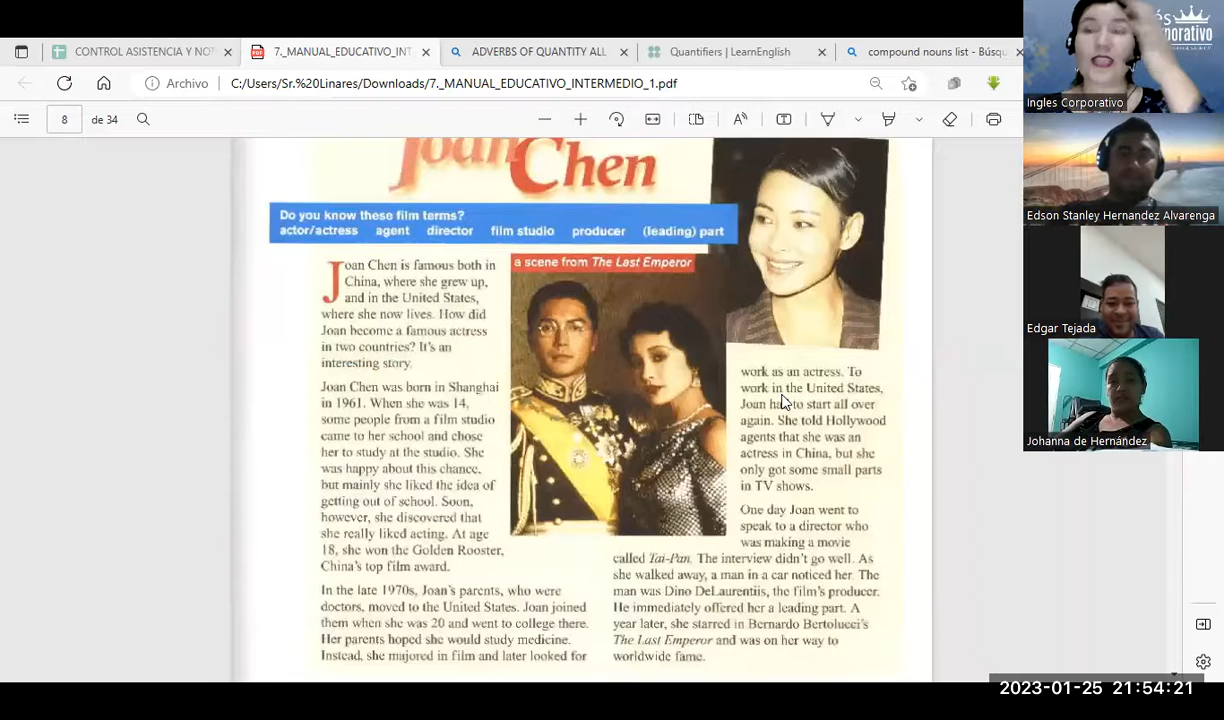 CONTROL ASISTENCIA Y NO
7._MANUAL_EDUCATIVO_INT
ADVERBS OF QUANTITY ALL
Quantifiers | LearnEnglish
compound nouns list - Búsqu
Archivo
C:/Users/Sr.%20Linares/Downloads/7._MANUAL_EDUCATIVO_INTERMEDIO_1.pdf
8
de 34
Joan Chen
Do you know these film terms?
actor/actress agent director film studio producer (leading) part
a scene from The Last Emperor
Joan Chen is famous both in
China, where she grew up,
and in the United States,
where she now lives. How did
Joan become a famous actress
in two countries? It's an
interesting story.
Joan Chen was born in Shanghai
in 1961. When she was 14,
some people from a film studio
came to her school and chose
her to study at the studio. She
was happy about this chance,
but mainly she liked the idea of
getting out of school. Soon,
however, she discovered that
she really liked acting. At age
18, she won the Golden Rooster,
China's top film award.
In the late 1970s, Joan's parents, who were
doctors, moved to the United States. Joan joined
them when she was 20 and went to college there.
Her parents hoped she would study medicine.
Instead, she majored in film and later looked for
work as an actress. To
work in the United States,
Joan had to start all over
again. She told Hollywood
agents that she was an
actress in China, but she
only got some small parts
in TV shows.
One day Joan went to
speak to a director who
was making a movie
called Tai-Pan. The interview didn't go well. As
she walked away, a man in a car noticed her. The
man was Dino DeLaurentiis, the film's producer.
He immediately offered her a leading part. A
year later, she starred in Bernardo Bertolucci's
The Last Emperor and was on her way to
worldwide fame.
és
rporativo
Ingles Corporativo
Edson Stanley Hernandez Alvarenga
Edgar Tejada
Johanna de Hernández
2023-01-25 21:54:21